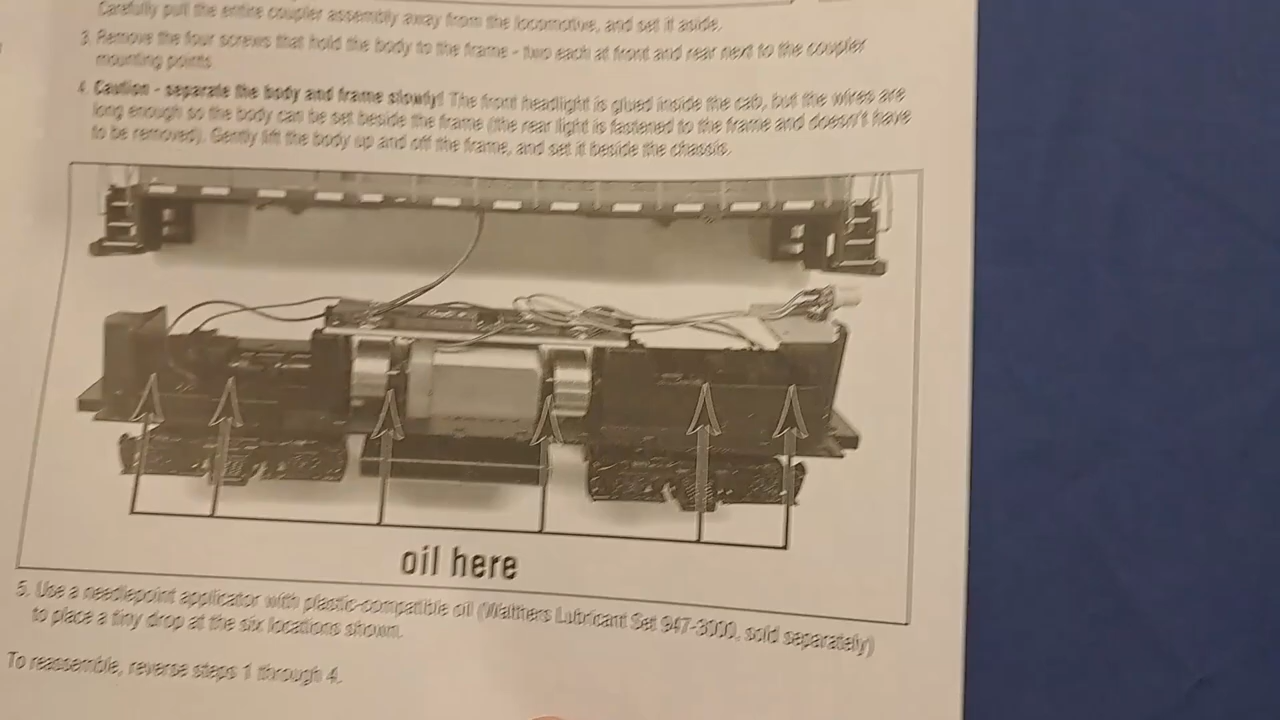 Carefully pull the entire coupler assembly away from the locomotive, and set it aside.
3. Remove the four screws that hold the body to the frame - two each at front and rear next to the coupler
mounting points
4. Caution - separate the body and frame slowly! The front headlight is glued inside the cab, but the wires are
long enough so the body can be set beside the frame (the rear light is fastened to the frame and doesn't have
to be removed). Gently lift the body up and off the frame, and set it beside the chassis.
oil here
5. Use a needlepoint applicator with plastic-compatible oil (Walthers Lubricant Set 947-3000, sold separately)
to place a tiny drop at the six locations shown.
To reassemble, reverse steps 1 through 4.